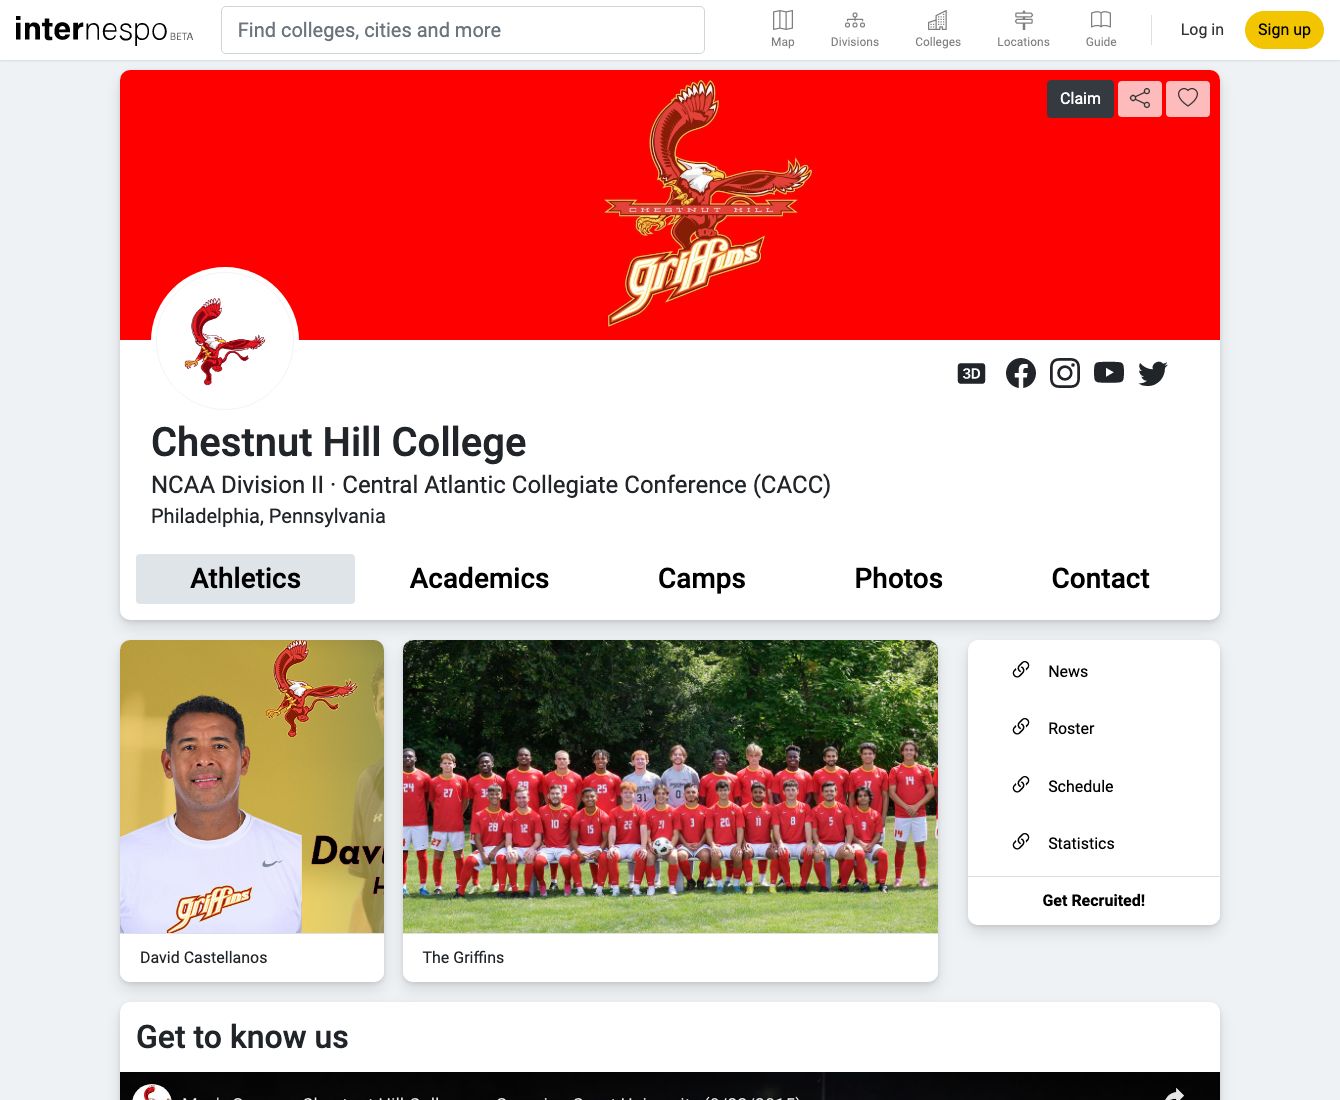 internespo BETA
Find colleges, cities and more
Map
Divisions
Colleges
Locations
Guide
Log in
Sign up
Claim
CHESTNUT HILL
Griffins
3D
Chestnut Hill College
NCAA Division II · Central Atlantic Collegiate Conference (CACC)
Philadelphia, Pennsylvania
Athletics
Academics
Camps
Photos
Contact
Griffins
David Castellanos
The Griffins
News
Roster
Schedule
Statistics
Get Recruited!
Get to know us